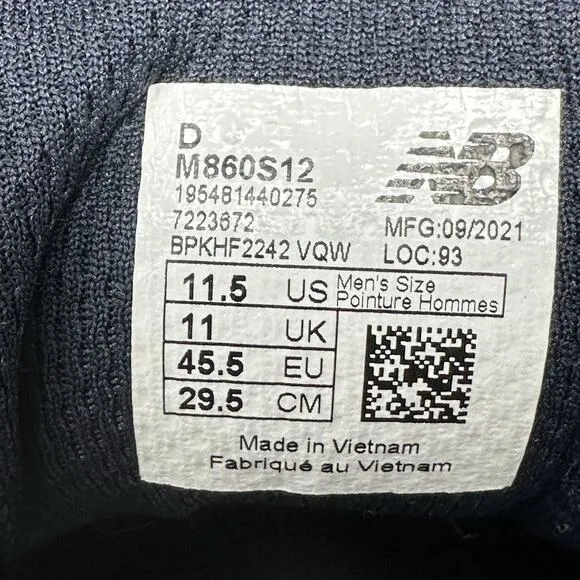 D
M860S12
195481440275
7223672
BPKHF2242 VQW
NB
MFG:09/2021
LOC:93
11.5 US Men's Size
Pointure Hommes
11 UK
45.5 EU
29.5 CM
Made in Vietnam
Fabriqué au Vietnam